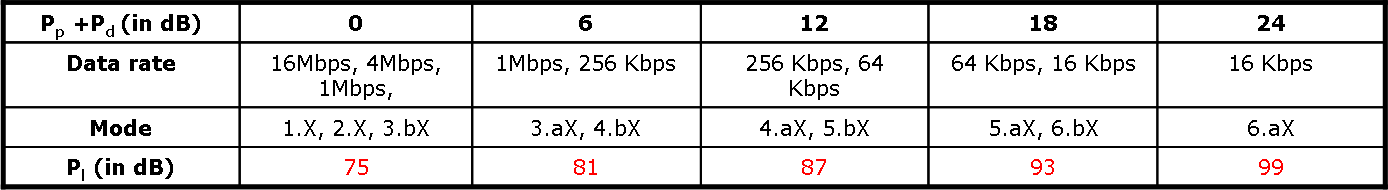 Pp +Pd (in dB) 0 6 12 18 24
Data rate 16Mbps, 4Mbps, 1Mbps, 256 Kbps 256 Kbps, 64 64 Kbps, 16 Kbps 16 Kbps
1Mbps, Kbps
Mode 1.X, 2.X, 3.bX 3.aX, 4.bX 4.aX, 5.bX 5.aX, 6.bX 6.aX
Pl (in dB) 75 81 87 93 99